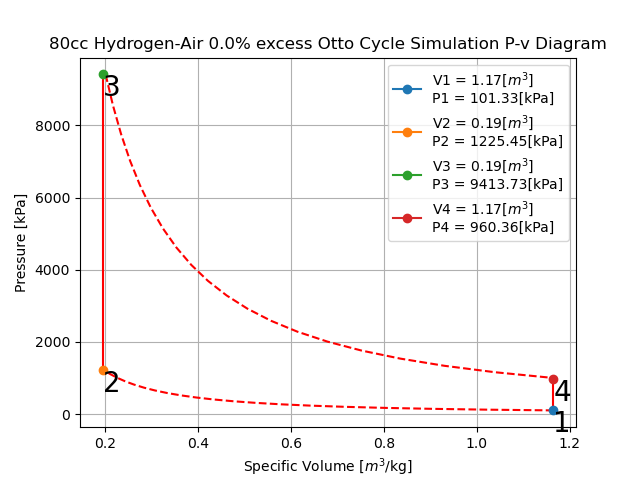 80cc Hydrogen-Air 0.0% excess Otto Cycle Simulation P-v Diagram
V1 = 1.17[m³]
P1 = 101.33[kPa]
V2 = 0.19[m³]
P2 = 1225.45[kPa]
V3 = 0.19[m³]
P3 = 9413.73[kPa]
V4 = 1.17[m³]
P4 = 960.36[kPa]
3
2
4
1
Pressure [kPa]
8000
6000
4000
2000
0
0.2 0.4 0.6 0.8 1.0 1.2
Specific Volume [m³/kg]